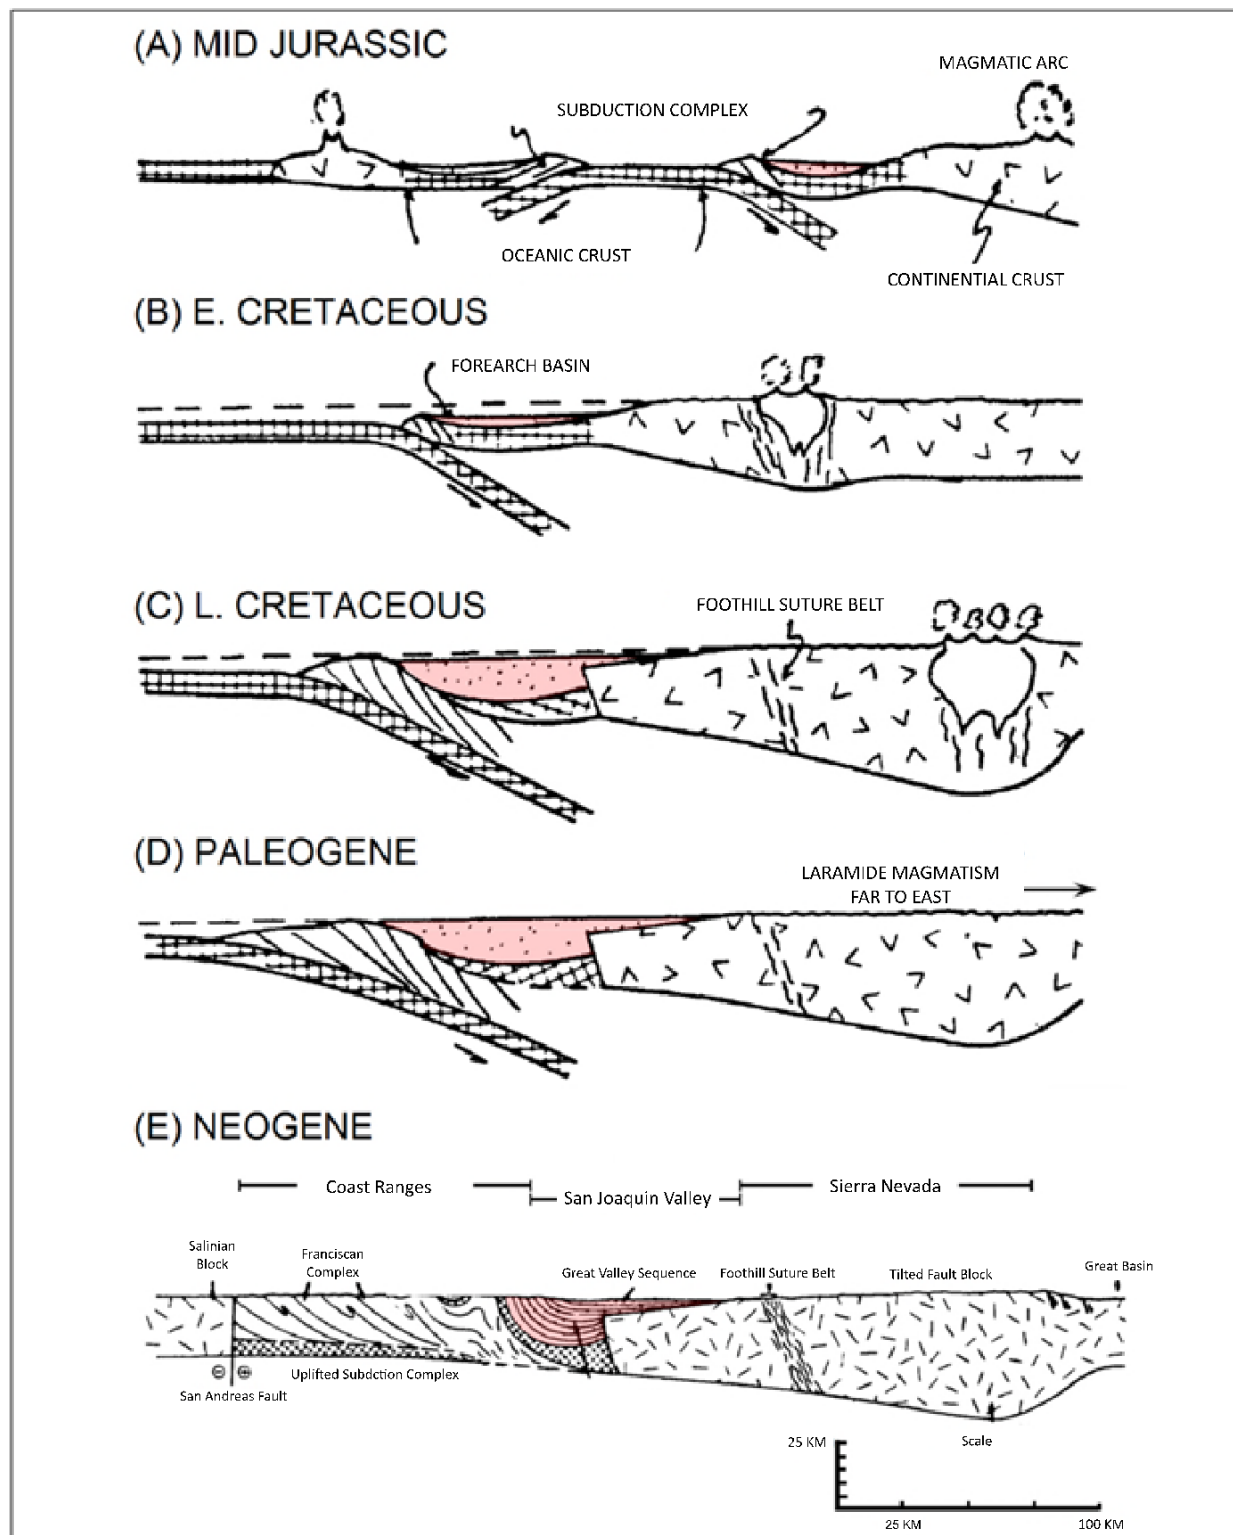 (A) MID JURASSIC
MAGMATIC ARC
SUBDUCTION COMPLEX
OCEANIC CRUST
CONTINENTIAL CRUST
(B) E. CRETACEOUS
FOREARCH BASIN
(C) L. CRETACEOUS
FOOTHILL SUTURE BELT
(D) PALEOGENE
LARAMIDE MAGMATISM
FAR TO EAST
(E) NEOGENE
Coast Ranges
San Joaquin Valley
Sierra Nevada
Salinian
Block
Franciscan
Complex
Great Valley Sequence
Foothill Suture Belt
Tilted Fault Block
Great Basin
Uplifted Subdction Complex
San Andreas Fault
Scale
25 KM
25 KM
100 KM